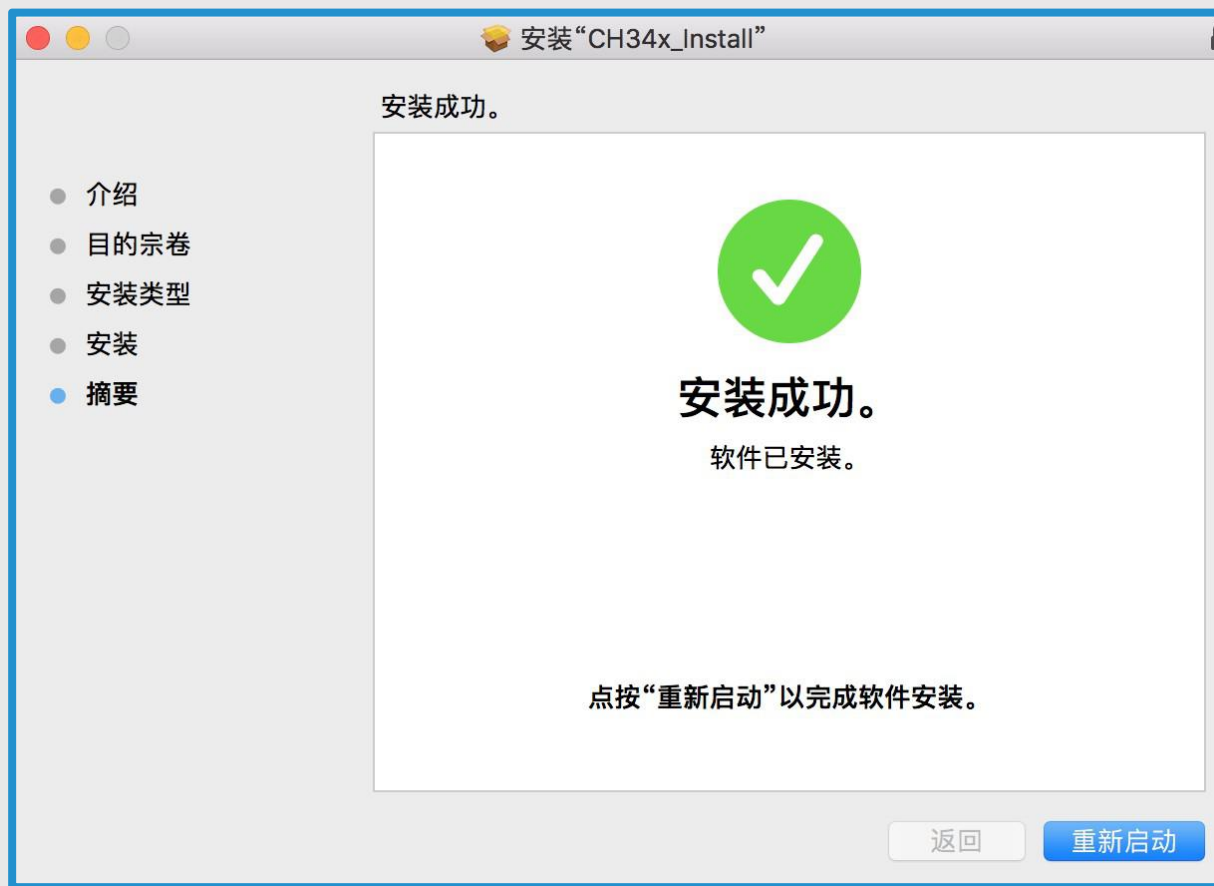 安装“CH34x_Install”
安装成功。
介绍
目的宗卷
安装类型
安装
摘要
安装成功。
软件已安装。
点按“重新启动”以完成软件安装。
返回
重新启动